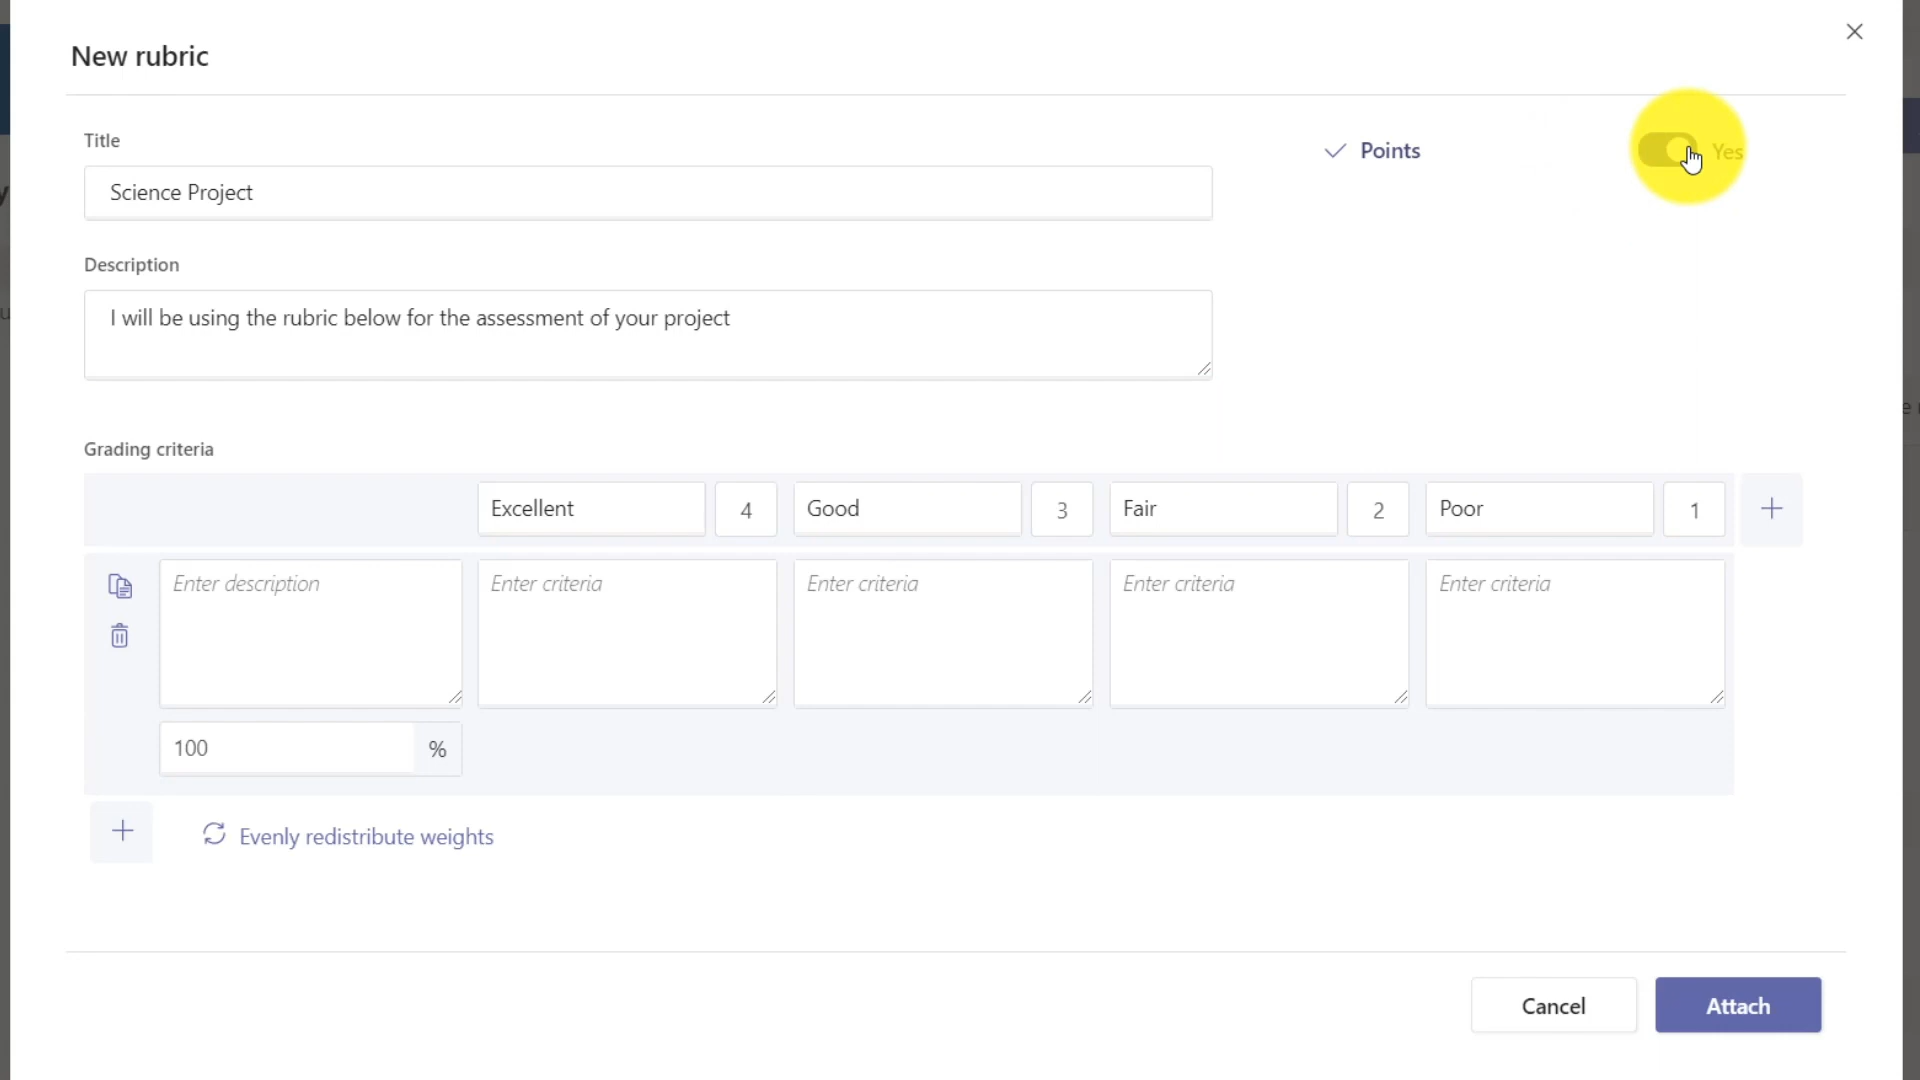 New rubric
Title
Points
Yes
Science Project
Description
I will be using the rubric below for the assessment of your project
Grading criteria
Excellent 4 Good 3 Fair 2 Poor 1
Enter description Enter criteria Enter criteria Enter criteria Enter criteria
100 %
Evenly redistribute weights
Cancel Attach